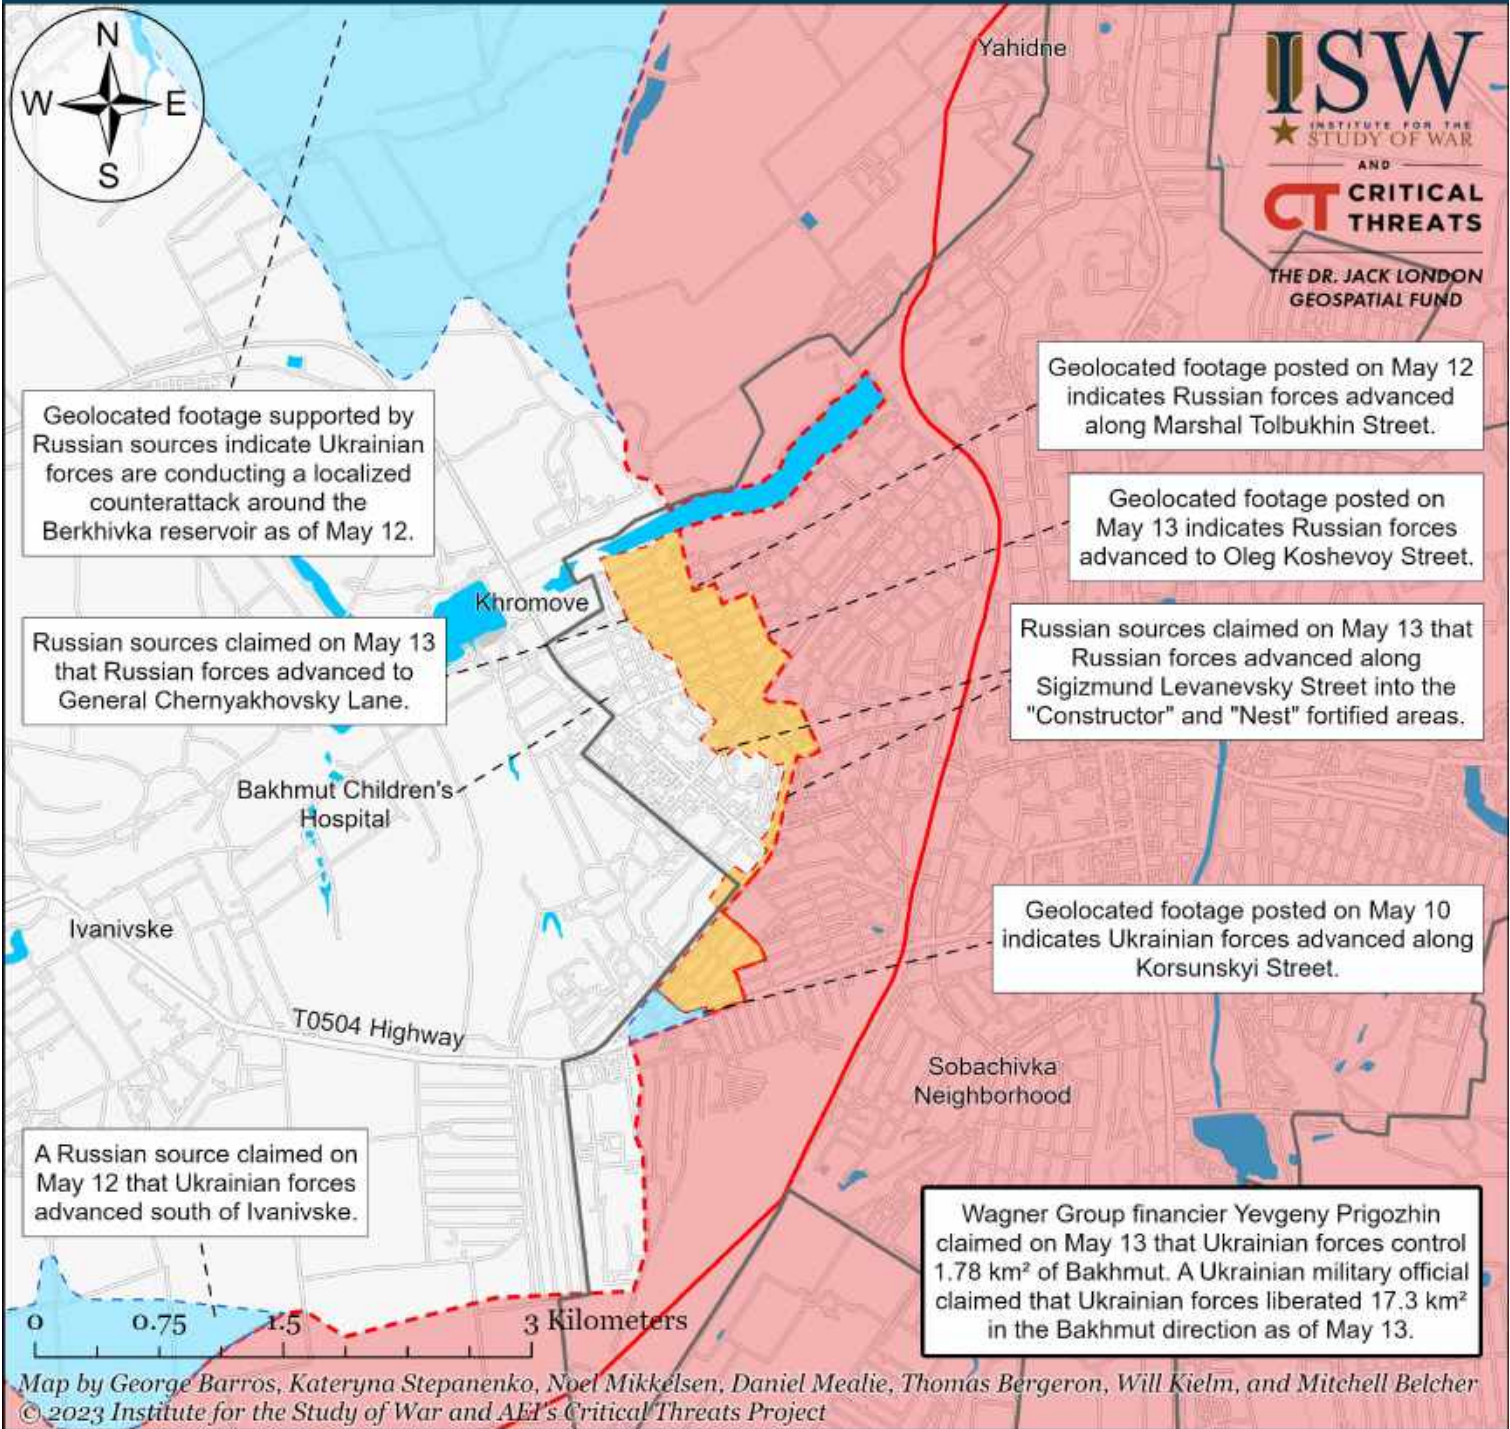 N
W
E
S
Yahidne
ISW
INSTITUTE FOR THE
STUDY OF WAR
AND
CT CRITICAL
THREATS
THE DR. JACK LONDON
GEOSPATIAL FUND
Geolocated footage supported by
Russian sources indicate Ukrainian
forces are conducting a localized
counterattack around the
Berkhivka reservoir as of May 12.
Geolocated footage posted on May 12
indicates Russian forces advanced
along Marshal Tolbukhin Street.
Geolocated footage posted on
May 13 indicates Russian forces
advanced to Oleg Koshevoy Street.
Khromove
Russian sources claimed on May 13
that Russian forces advanced to
General Chernyakhovsky Lane.
Russian sources claimed on May 13 that
Russian forces advanced along
Sigizmund Levanevsky Street into the
"Constructor" and "Nest" fortified areas.
Bakhmut Children's
Hospital
Ivanivske
Geolocated footage posted on May 10
indicates Ukrainian forces advanced along
Korsunskyi Street.
T0504 Highway
Sobachivka
Neighborhood
A Russian source claimed on
May 12 that Ukrainian forces
advanced south of Ivanivske.
Wagner Group financier Yevgeny Prigozhin
claimed on May 13 that Ukrainian forces control
1.78 km² of Bakhmut. A Ukrainian military official
claimed that Ukrainian forces liberated 17.3 km²
in the Bakhmut direction as of May 13.
0 0.75 1.5 3 Kilometers
Map by George Barros, Kateryna Stepanenko, Noel Mikkelsen, Daniel Mealie, Thomas Bergeron, Will Kielm, and Mitchell Belcher
© 2023 Institute for the Study of War and AEI's Critical Threats Project